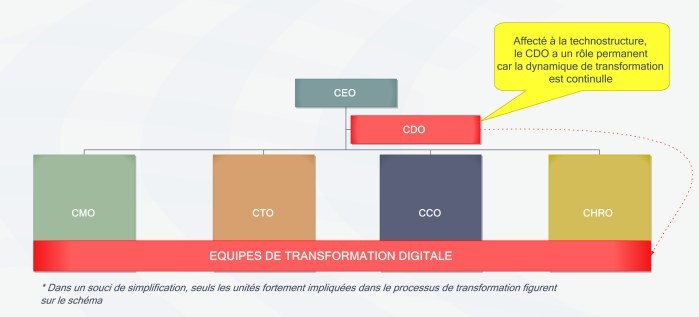 Affecté à la technostructure,
le CDO a un rôle permanent
car la dynamique de transformation
est continulle
CEO
CDO
CMO
CTO
CCO
CHRO
EQUIPES DE TRANSFORMATION DIGITALE
* Dans un souci de simplification, seuls les unités fortement impliquées dans le processus de transformation figurent
sur le schéma